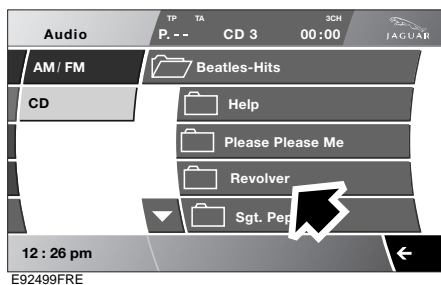 Audio
TP TA 3CH
P.-- CD 3 00:00
JAGUAR
AM / FM
Beatles-Hits
CD
Help
Please Please Me
Revolver
Sgt. Pep
12 : 26 pm
E92499FRE